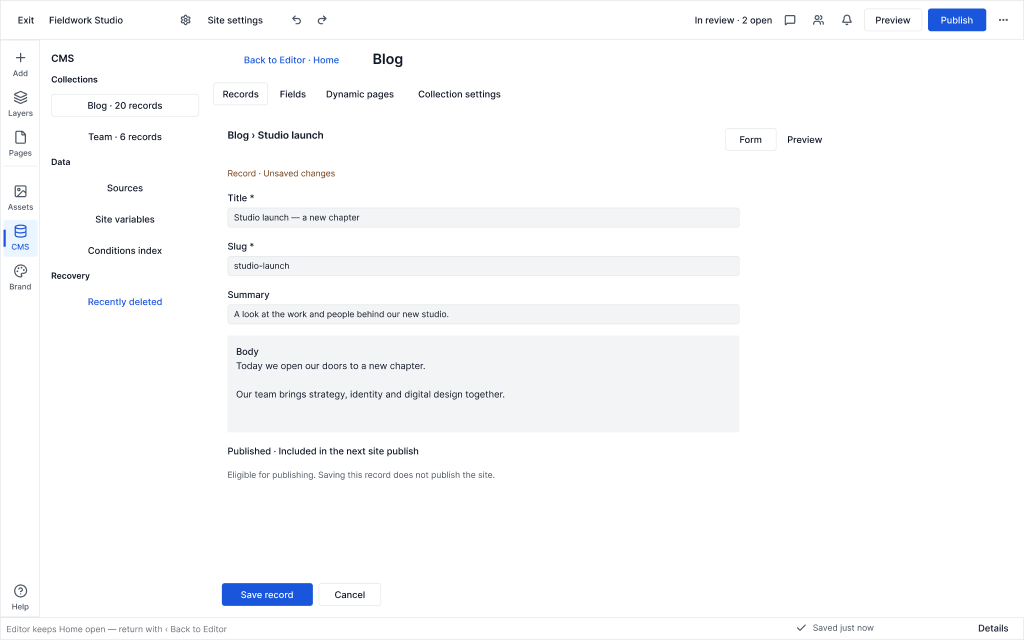 Exit
Fieldwork Studio
Site settings
In review · 2 open
Preview
Publish
Add
Layers
Pages
Assets
CMS
Brand
Help
CMS
Collections
Blog · 20 records
Team · 6 records
Data
Sources
Site variables
Conditions index
Recovery
Recently deleted
Back to Editor · Home
Blog
Records
Fields
Dynamic pages
Collection settings
Blog › Studio launch
Form
Preview
Record · Unsaved changes
Title *
Studio launch — a new chapter
Slug *
studio-launch
Summary
A look at the work and people behind our new studio.
Body
Today we open our doors to a new chapter.
Our team brings strategy, identity and digital design together.
Published · Included in the next site publish
Eligible for publishing. Saving this record does not publish the site.
Save record
Cancel
Editor keeps Home open — return with ‹ Back to Editor
Saved just now
Details